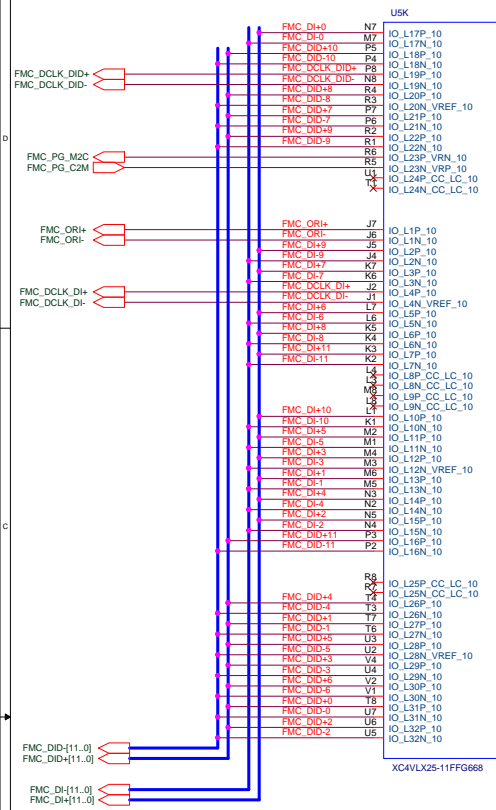 U5K
FMC_DI+0 N7 IO_L17P_10
FMC_DI-0 M7 IO_L17N_10
FMC_DID+10 P5 IO_L18P_10
FMC_DID-10 P4 IO_L18N_10
FMC_DCLK_DID+ FMC_DCLK_DID+ P8 IO_L19P_10
FMC_DCLK_DID- FMC_DCLK_DID- N8 IO_L19N_10
FMC_DID+8 R4 IO_L20P_10
FMC_DID-8 R3 IO_L20N_VREF_10
D
FMC_DID+7 P7 IO_L21P_10
FMC_DID-7 P6 IO_L21N_10
FMC_DID+9 R2 IO_L22P_10
FMC_DID-9 R1 IO_L22N_10
FMC_PG_M2C R6 IO_L23P_VRN_10
FMC_PG_C2M R5 IO_L23N_VRP_10
U1 IO_L24P_CC_LC_10
T1 IO_L24N_CC_LC_10
FMC_ORI+ FMC_ORI+ J7 IO_L1P_10
FMC_ORI- FMC_ORI- J6 IO_L1N_10
FMC_DI+9 J5 IO_L2P_10
FMC_DI-9 J4 IO_L2N_10
FMC_DI+7 K7 IO_L3P_10
FMC_DI-7 K6 IO_L3N_10
FMC_DCLK_DI+ FMC_DCLK_DI+ J2 IO_L4P_10
FMC_DCLK_DI- FMC_DCLK_DI- J1 IO_L4N_VREF_10
FMC_DI+6 L7 IO_L5P_10
FMC_DI-6 L6 IO_L5N_10
FMC_DI+8 K5 IO_L6P_10
FMC_DI-8 K4 IO_L6N_10
FMC_DI+11 K3 IO_L7P_10
FMC_DI-11 K2 IO_L7N_10
L4 IO_L8P_CC_LC_10
L3 IO_L8N_CC_LC_10
M8 IO_L9P_CC_LC_10
L8 IO_L9N_CC_LC_10
FMC_DI+10 L1 IO_L10P_10
FMC_DI-10 K1 IO_L10N_10
FMC_DI+5 M2 IO_L11P_10
FMC_DI-5 M1 IO_L11N_10
FMC_DI+3 M4 IO_L12P_10
FMC_DI-3 M3 IO_L12N_VREF_10
FMC_DI+1 M6 IO_L13P_10
FMC_DI-1 M5 IO_L13N_10
FMC_DI+4 N3 IO_L14P_10
FMC_DI-4 N2 IO_L14N_10
FMC_DI+2 N5 IO_L15P_10
C
FMC_DI-2 N4 IO_L15N_10
FMC_DID+11 P3 IO_L16P_10
FMC_DID-11 P2 IO_L16N_10
R8 IO_L25P_CC_LC_10
R7 IO_L25N_CC_LC_10
FMC_DID+4 T4 IO_L26P_10
FMC_DID-4 T3 IO_L26N_10
FMC_DID+1 T7 IO_L27P_10
FMC_DID-1 T6 IO_L27N_10
FMC_DID+5 U3 IO_L28P_10
FMC_DID-5 U2 IO_L28N_VREF_10
FMC_DID+3 V4 IO_L29P_10
FMC_DID-3 U4 IO_L29N_10
FMC_DID+6 V2 IO_L30P_10
FMC_DID-6 V1 IO_L30N_10
FMC_DID+0 T8 IO_L31P_10
FMC_DID-0 U7 IO_L31N_10
FMC_DID+2 U6 IO_L32P_10
FMC_DID-2 U5 IO_L32N_10
FMC_DID-[11..0]
FMC_DID+[11..0]
XC4VLX25-11FFG668
FMC_DI-[11..0]
FMC_DI+[11..0]